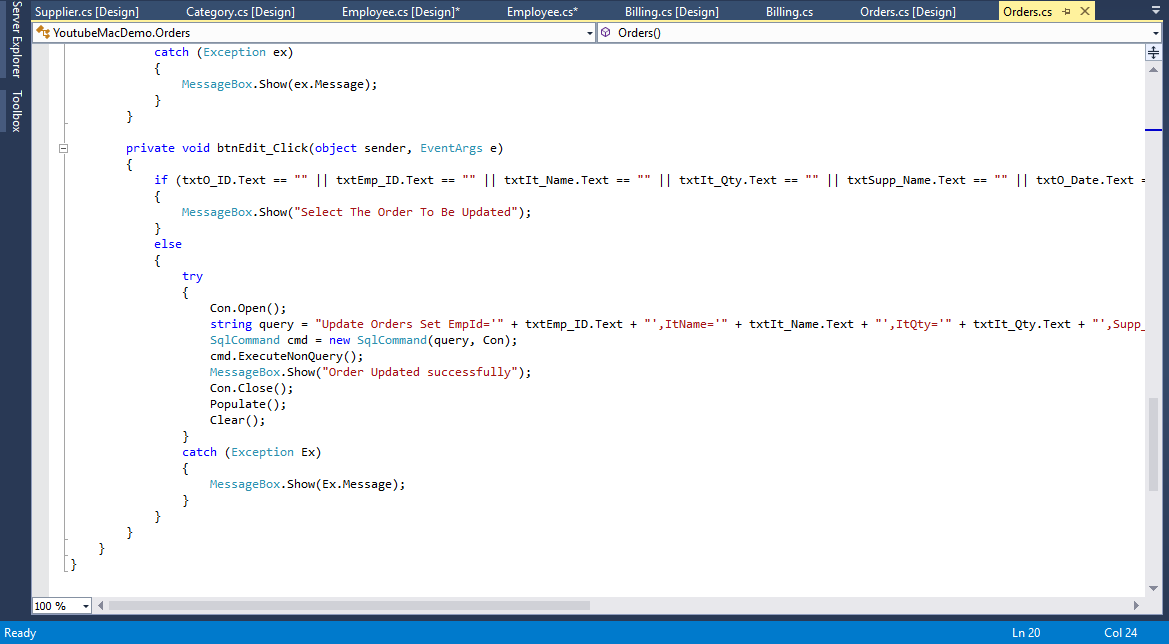 Server Explorer
Toolbox
Supplier.cs [Design] Category.cs [Design] Employee.cs [Design]* Employee.cs* Billing.cs [Design] Billing.cs Orders.cs [Design] Orders.cs
YoutubeMacDemo.Orders Orders()
catch (Exception ex)
{
MessageBox.Show(ex.Message);
}
}
private void btnEdit_Click(object sender, EventArgs e)
{
if (txtO_ID.Text == "" || txtEmp_ID.Text == "" || txtIt_Name.Text == "" || txtIt_Qty.Text == "" || txtSupp_Name.Text == "" || txtO_Date.Text =
{
MessageBox.Show("Select The Order To Be Updated");
}
else
{
try
{
Con.Open();
string query = "Update Orders Set EmpId='" + txtEmp_ID.Text + "',ItName='" + txtIt_Name.Text + "',ItQty='" + txtIt_Qty.Text + "',Supp_
SqlCommand cmd = new SqlCommand(query, Con);
cmd.ExecuteNonQuery();
MessageBox.Show("Order Updated successfully");
Con.Close();
Populate();
Clear();
}
catch (Exception Ex)
{
MessageBox.Show(Ex.Message);
}
}
}
}
}
100 %
Ready Ln 20 Col 24